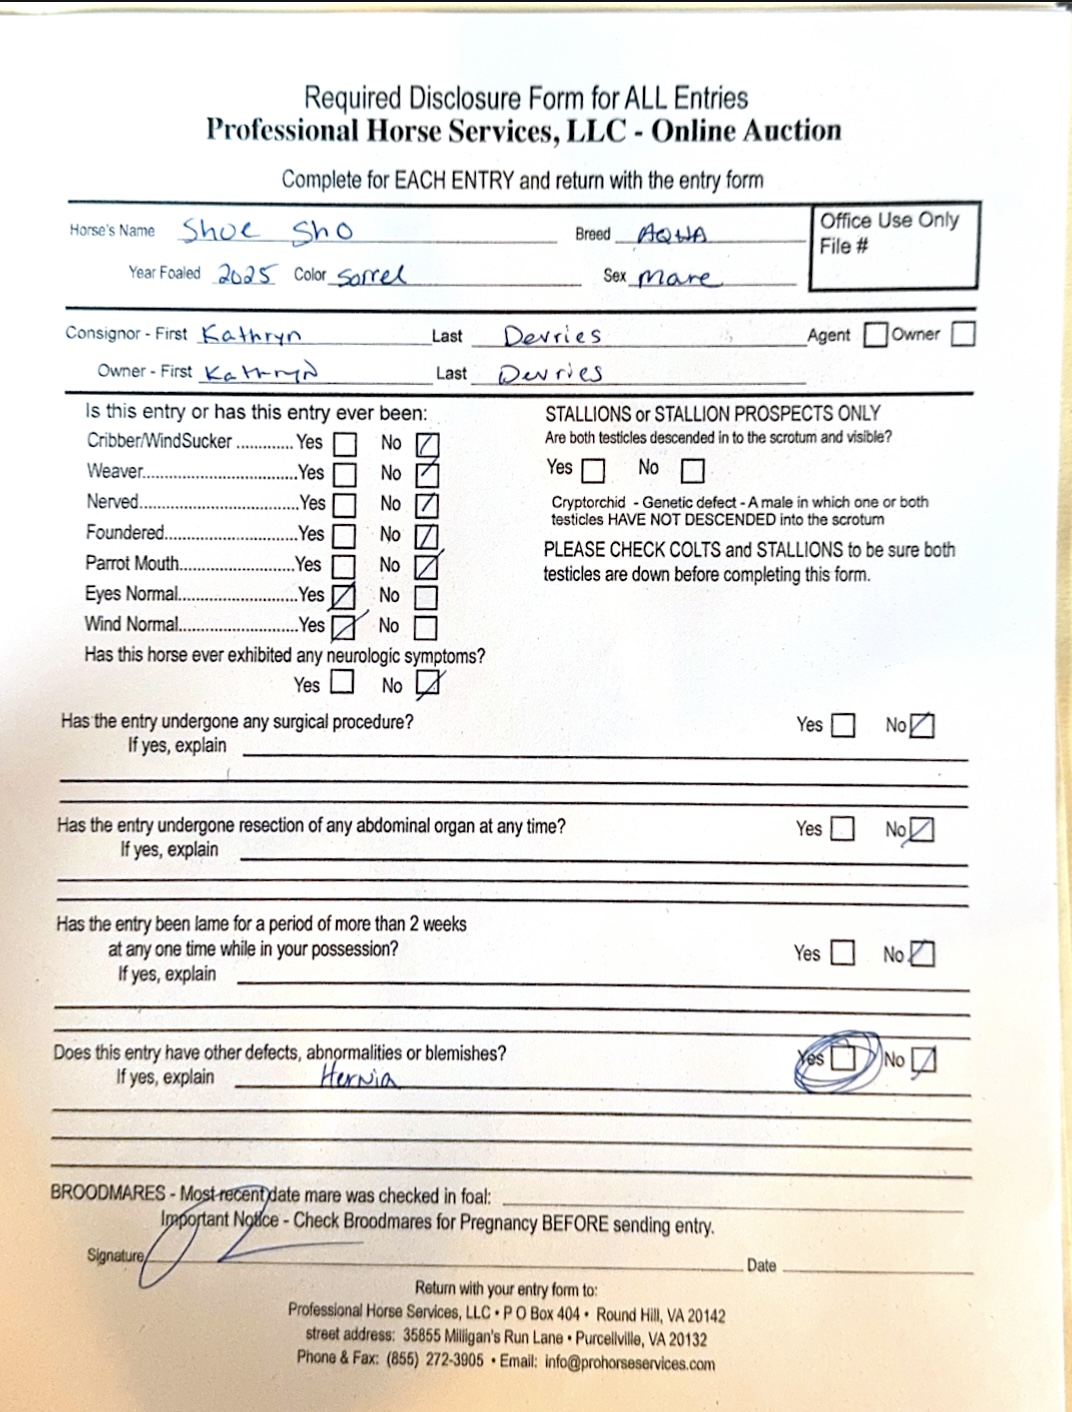 Required Disclosure Form for ALL Entries
Professional Horse Services, LLC - Online Auction
Complete for EACH ENTRY and return with the entry form
Horse's Name Shoe Sho Breed AQHA
Office Use Only
File #
Year Foaled 2025 Color Sorrel Sex Mare
Consignor - First Kathryn Last Devries Agent Owner
Owner - First Kathryn Last Devries
Is this entry or has this entry ever been:
Cribber/WindSucker ............ Yes No
Weaver.....................................Yes No
Nerved......................................Yes No
Foundered................................Yes No
Parrot Mouth.............................Yes No
Eyes Normal.............................Yes No
Wind Normal.............................Yes No
Has this horse ever exhibited any neurologic symptoms?
Yes No
STALLIONS or STALLION PROSPECTS ONLY
Are both testicles descended in to the scrotum and visible?
Yes No
Cryptorchid - Genetic defect - A male in which one or both
testicles HAVE NOT DESCENDED into the scrotum
PLEASE CHECK COLTS and STALLIONS to be sure both
testicles are down before completing this form.
Has the entry undergone any surgical procedure? Yes No
If yes, explain
Has the entry undergone resection of any abdominal organ at any time? Yes No
If yes, explain
Has the entry been lame for a period of more than 2 weeks
at any one time while in your possession? Yes No
If yes, explain
Does this entry have other defects, abnormalities or blemishes? Yes No
If yes, explain Hernia
BROODMARES - Most recent date mare was checked in foal:
Important Notice - Check Broodmares for Pregnancy BEFORE sending entry.
Signature Date
Return with your entry form to:
Professional Horse Services, LLC • P O Box 404 • Round Hill, VA 20142
street address: 35855 Milligan's Run Lane • Purcellville, VA 20132
Phone & Fax: (855) 272-3905 • Email: info@prohorseservices.com